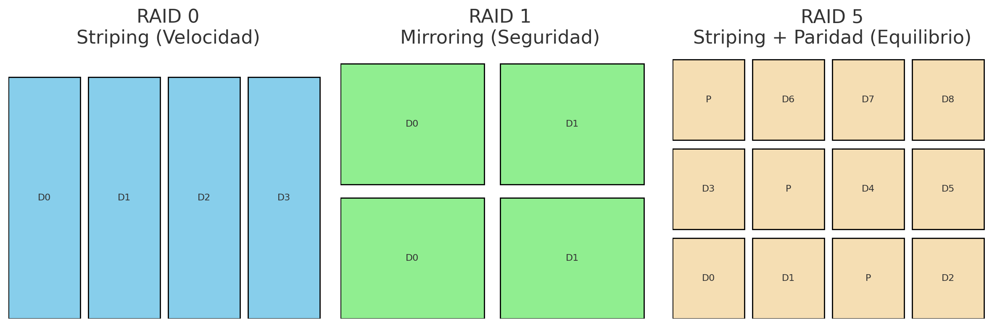 RAID 0
Striping (Velocidad)
D0
D1
D2
D3
RAID 1
Mirroring (Seguridad)
D0
D1
D0
D1
RAID 5
Striping + Paridad (Equilibrio)
P
D6
D7
D8
D3
P
D4
D5
D0
D1
P
D2